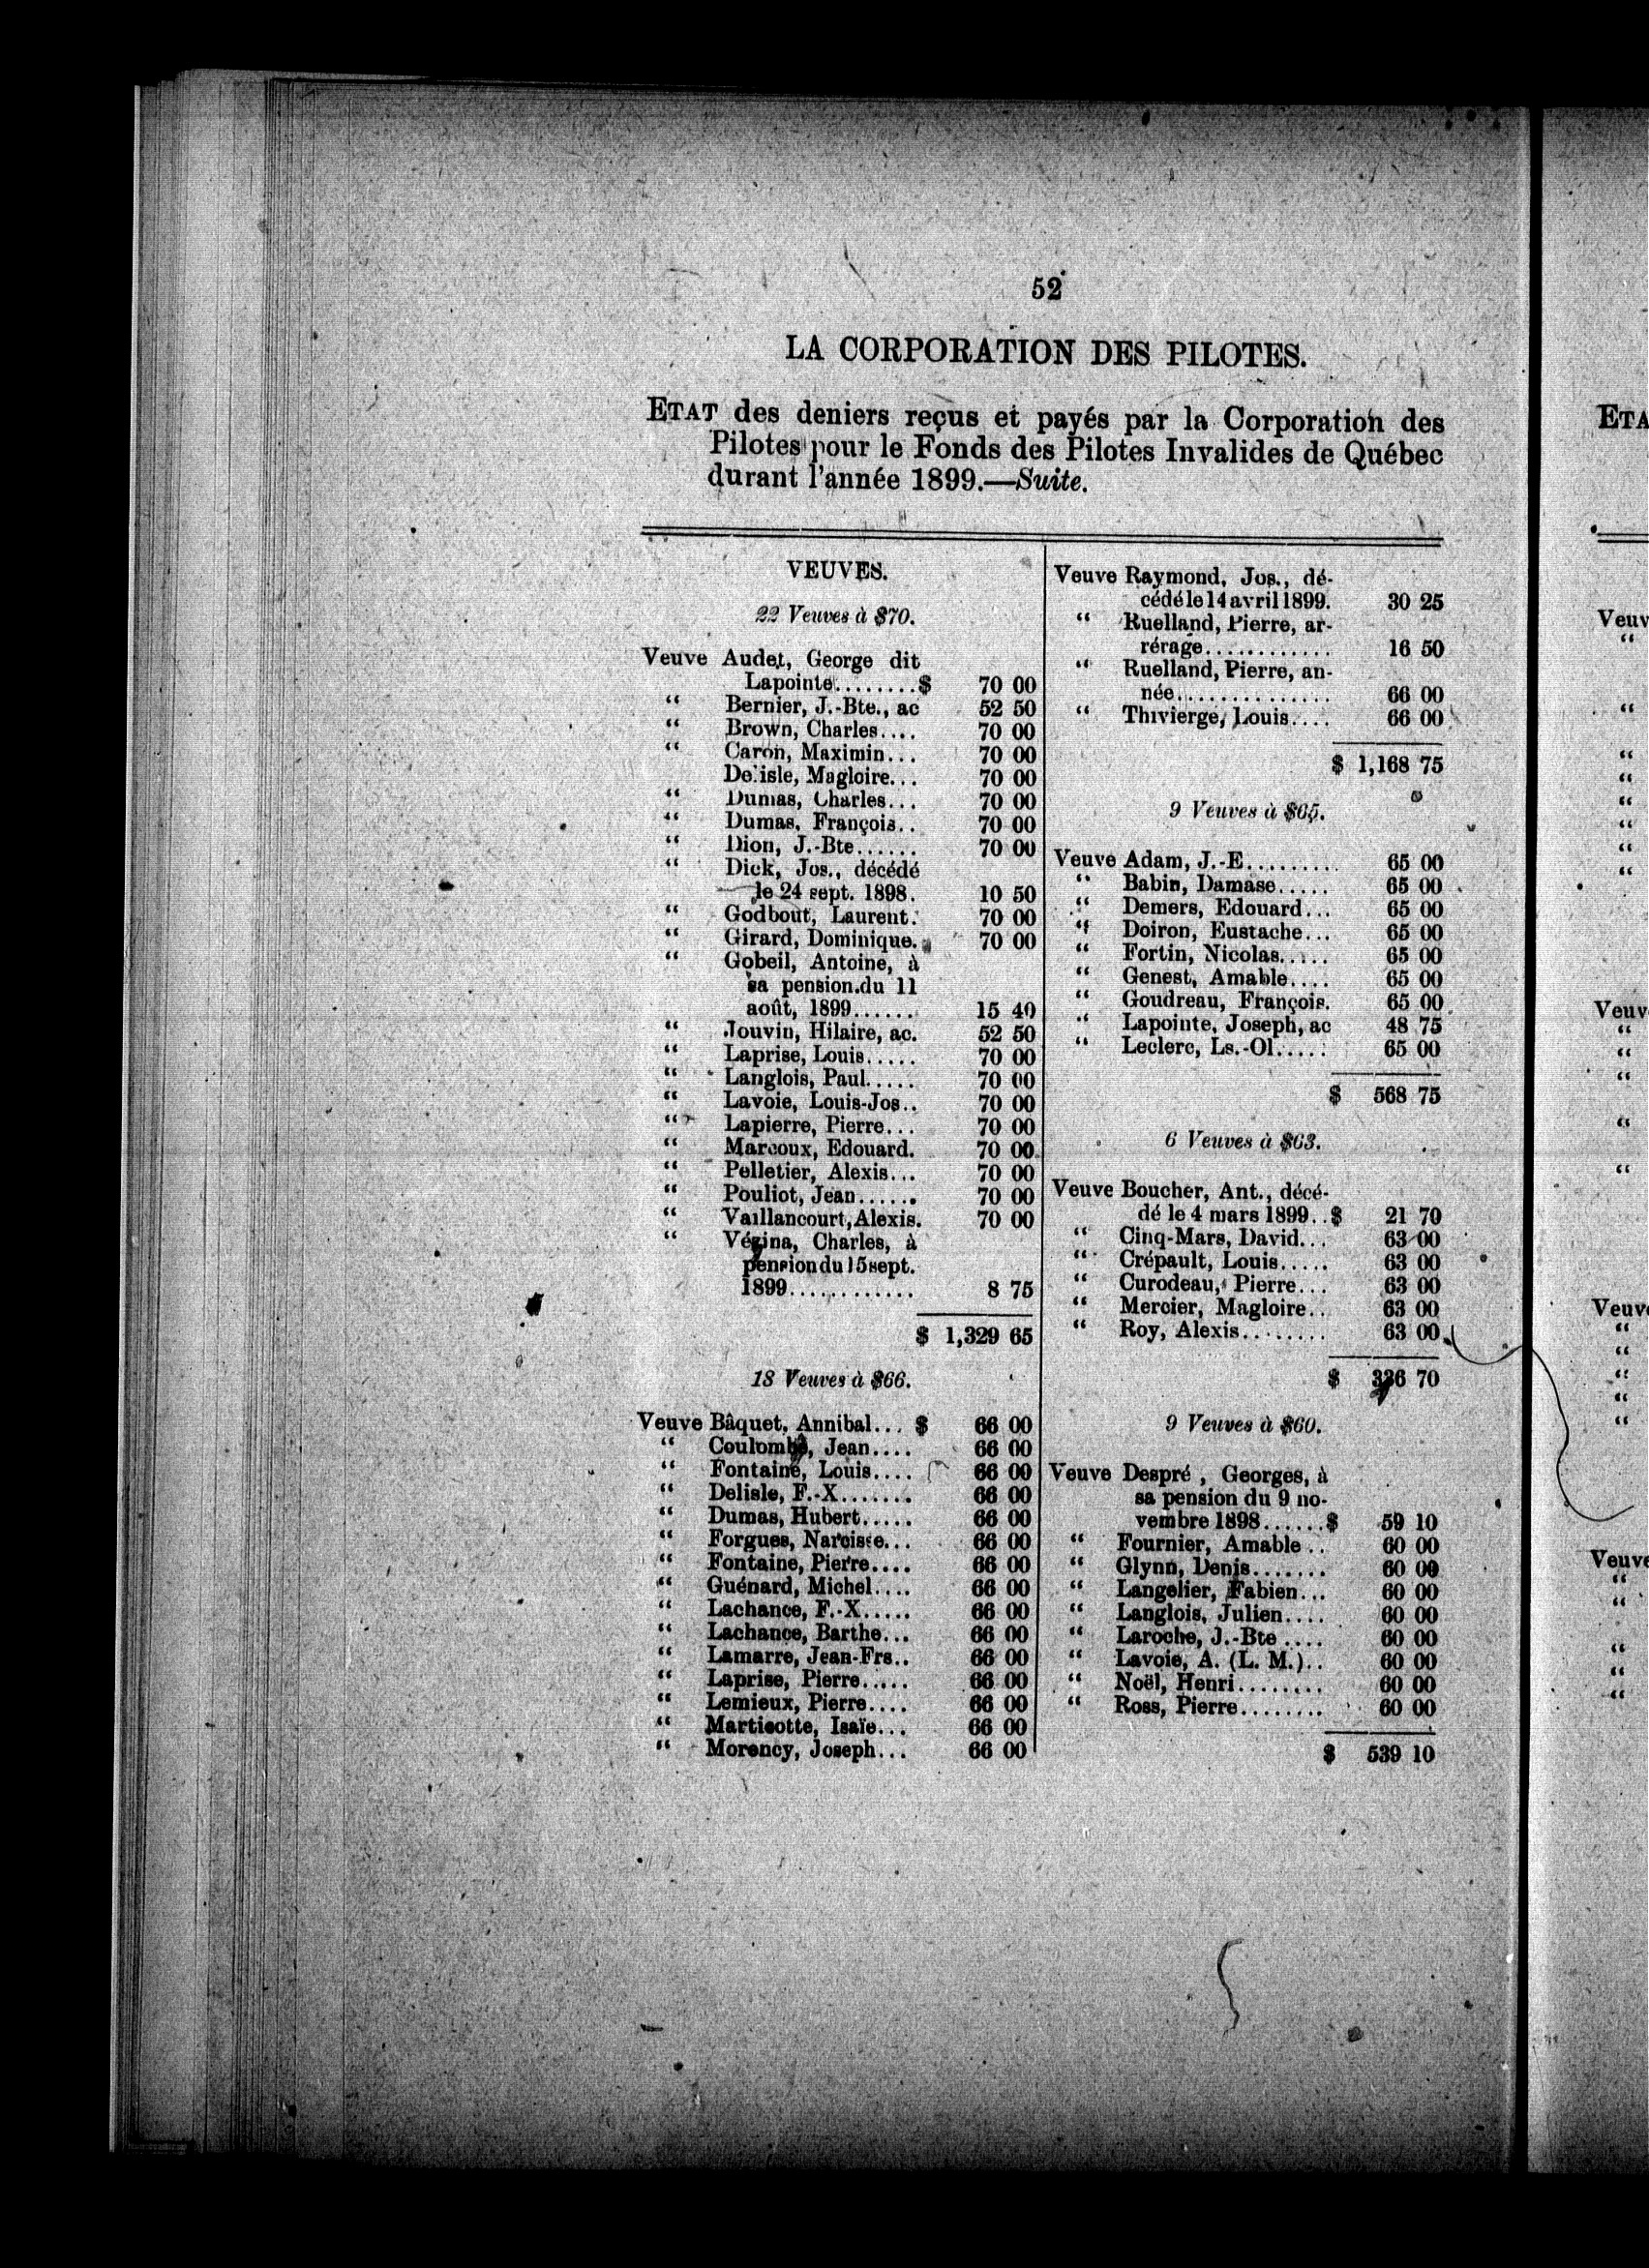 52
LA CORPORATION DES PILOTES.
ETAT des deniers reçus et payés par la Corporation des
Pilotes pour le Fonds des Pilotes Invalides de Québec
durant l'année 1899.—Suite.
VEUVES.
22 Veuves à $70.
Veuve Audet, George dit
Lapointe........$ 70 00
“ Bernier, J.-Bte., ac 52 50
“ Brown, Charles.... 70 00
“ Caron, Maximin... 70 00
Delisle, Magloire... 70 00
“ Dumas, Charles... 70 00
“ Dumas, François.. 70 00
“ Dion, J.-Bte...... 70 00
“ Dick, Jos., décédé
le 24 sept. 1898. 10 50
“ Godbout, Laurent. 70 00
“ Girard, Dominique. 70 00
“ Gobeil, Antoine, à
sa pension du 11
août, 1899...... 15 40
“ Jouvin, Hilaire, ac. 52 50
“ Laprise, Louis..... 70 00
“ Langlois, Paul..... 70 00
“ Lavoie, Louis-Jos.. 70 00
“ Lapierre, Pierre... 70 00
“ Marcoux, Edouard. 70 00
“ Pelletier, Alexis... 70 00
“ Pouliot, Jean...... 70 00
“ Vaillancourt, Alexis. 70 00
“ Vézina, Charles, à
pension du 15 sept.
1899............ 8 75
$ 1,329 65
18 Veuves à $66.
Veuve Bâquet, Annibal... $ 66 00
“ Coulombe, Jean.... 66 00
“ Fontaine, Louis.... 66 00
“ Delisle, F.-X....... 66 00
“ Dumas, Hubert..... 66 00
“ Forgues, Narcisse... 66 00
“ Fontaine, Pierre.... 66 00
“ Guénard, Michel.... 66 00
“ Lachance, F.-X..... 66 00
“ Lachance, Barthe... 66 00
“ Lamarre, Jean-Frs.. 66 00
“ Laprise, Pierre..... 66 00
“ Lemieux, Pierre.... 66 00
“ Marticotte, Isaïe... 66 00
“ Morency, Joseph... 66 00
Veuve Raymond, Jos., dé-
cédé le 14 avril 1899. 30 25
“ Ruelland, Pierre, ar-
rérage............ 16 50
“ Ruelland, Pierre, an-
née.............. 66 00
“ Thivierge, Louis.... 66 00
$ 1,168 75
9 Veuves à $65.
Veuve Adam, J.-E......... 65 00
“ Babin, Damase..... 65 00
“ Demers, Edouard... 65 00
“ Doiron, Eustache... 65 00
“ Fortin, Nicolas..... 65 00
“ Genest, Amable.... 65 00
“ Goudreau, François. 65 00
“ Lapointe, Joseph, ac 48 75
“ Leclerc, Ls.-Ol..... 65 00
$ 568 75
6 Veuves à $63.
Veuve Boucher, Ant., décé-
dé le 4 mars 1899..$ 21 70
“ Cinq-Mars, David... 63 00
“ Crépault, Louis..... 63 00
“ Curodeau, Pierre... 63 00
“ Mercier, Magloire.. 63 00
“ Roy, Alexis........ 63 00
$ 336 70
9 Veuves à $60.
Veuve Despré , Georges, à
sa pension du 9 no-
vembre 1898......$ 59 10
“ Fournier, Amable .. 60 00
“ Glynn, Denis....... 60 00
“ Langelier, Fabien... 60 00
“ Langlois, Julien.... 60 00
“ Laroche, J.-Bte .... 60 00
“ Lavoie, A. (L. M.).. 60 00
“ Noël, Henri........ 60 00
“ Ross, Pierre........ 60 00
$ 539 10
ETA
Veuv
“
“
“
“
“
“
“
“
Veuv
“
“
“
“
“
Veuve
“
“
“
“
“
Veuve
“
“
“
“
“